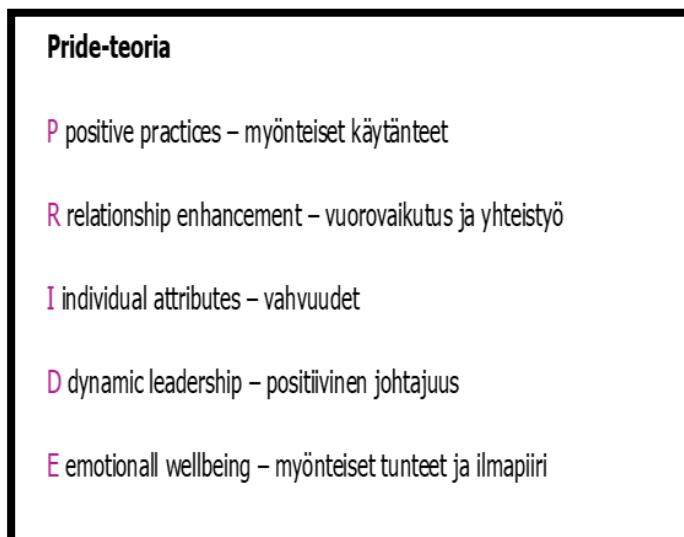 Pride-teoria
P positive practices – myönteiset käytänteet
R relationship enhancement – vuorovaikutus ja yhteistyö
I individual attributes – vahvuudet
D dynamic leadership – positiivinen johtajuus
E emotionall wellbeing – myönteiset tunteet ja ilmapiiri